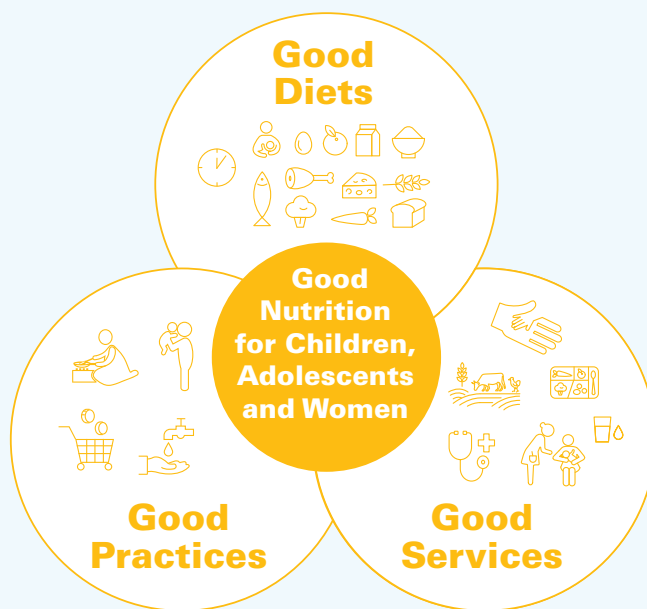 Good
Diets
Good
Nutrition
for Children,
Adolescents
and Women
Good
Practices
Good
Services